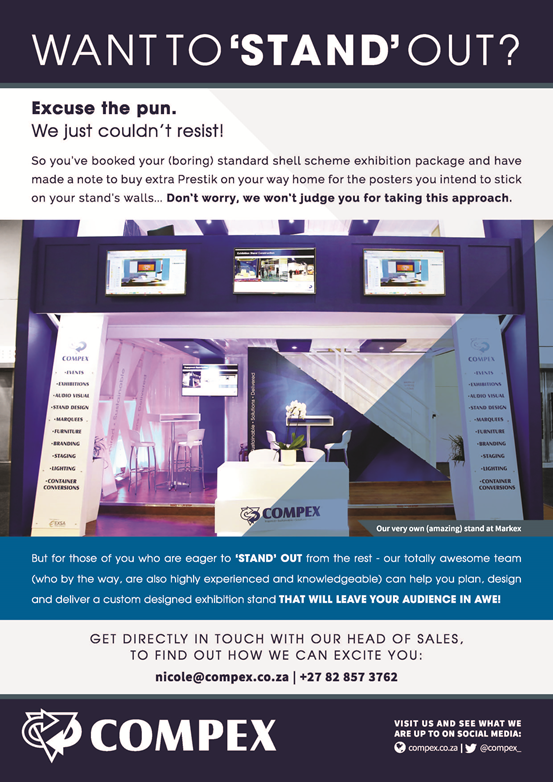 WANT TO ‘STAND’ OUT?
Excuse the pun.
We just couldn’t resist!
So you’ve booked your (boring) standard shell scheme exhibition package and have
made a note to buy extra Prestik on your way home for the posters you intend to stick
on your stand’s walls... Don’t worry, we won’t judge you for taking this approach.
COMPEX
•EVENTS
•EXHIBITIONS
•AUDIO VISUAL
•STAND DESIGN
•MARQUEES
•FURNITURE
•BRANDING
•STAGING
•LIGHTING
•CONTAINER
CONVERSIONS
Solutions • Delivered
COMPEX
COMPEX
•EVENTS
•EXHIBITIONS
•AUDIO VISUAL
•STAND DESIGN
•MARQUEES
•FURNITURE
•BRANDING
•STAGING
•LIGHTING
•CONTAINER
CONVERSIONS
Our very own (amazing) stand at Markex
But for those of you who are eager to ‘STAND’ OUT from the rest - our totally awesome team
(who by the way, are also highly experienced and knowledgeable) can help you plan, design
and deliver a custom designed exhibition stand THAT WILL LEAVE YOUR AUDIENCE IN AWE!
GET DIRECTLY IN TOUCH WITH OUR HEAD OF SALES,
TO FIND OUT HOW WE CAN EXCITE YOU:
nicole@compex.co.za | +27 82 857 3762
COMPEX
VISIT US AND SEE WHAT WE
ARE UP TO ON SOCIAL MEDIA:
compex.co.za | @compex_